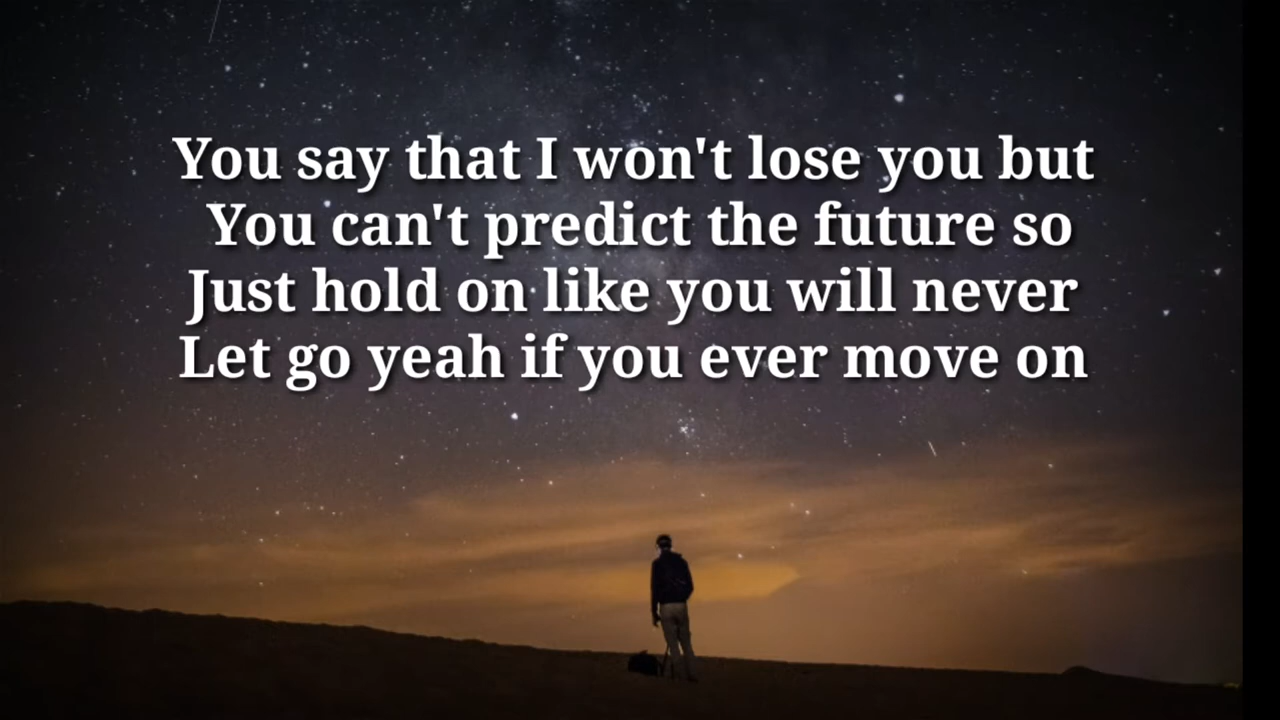 You say that I won't lose you but
You can't predict the future so
Just hold on like you will never
Let go yeah if you ever move on